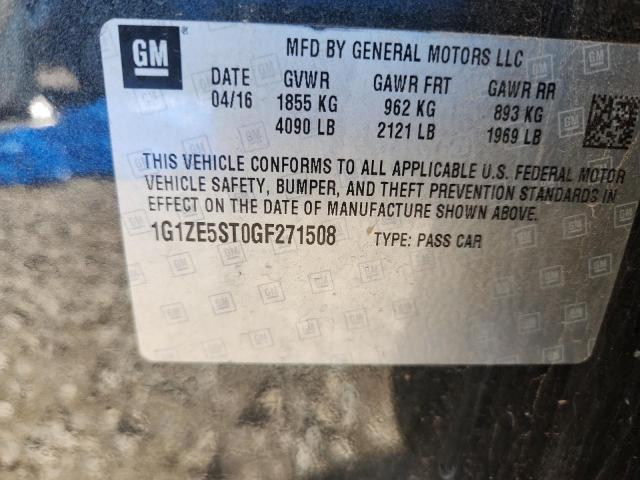 GM ®
MFD BY GENERAL MOTORS LLC
DATE GVWR GAWR FRT GAWR RR
04/16 1855 KG 962 KG 893 KG
4090 LB 2121 LB 1969 LB
THIS VEHICLE CONFORMS TO ALL APPLICABLE U.S. FEDERAL MOTOR
VEHICLE SAFETY, BUMPER, AND THEFT PREVENTION STANDARDS IN
EFFECT ON THE DATE OF MANUFACTURE SHOWN ABOVE.
1G1ZE5ST0GF271508 TYPE: PASS CAR